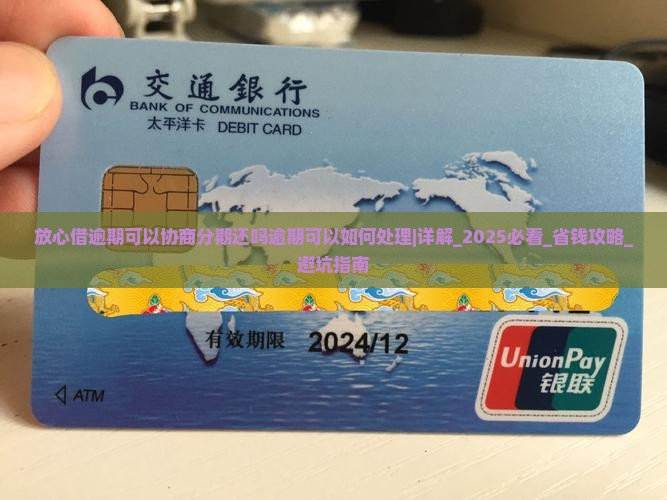 交通銀行
BANK OF COMMUNICATIONS
太平洋卡 DEBIT CARD
放心借逾期可以协商分期还吗逾期可以如何处理|详解_2025必看_省钱攻略_
避坑指南
有效期限 2024/12
UnionPay
银联
ATM